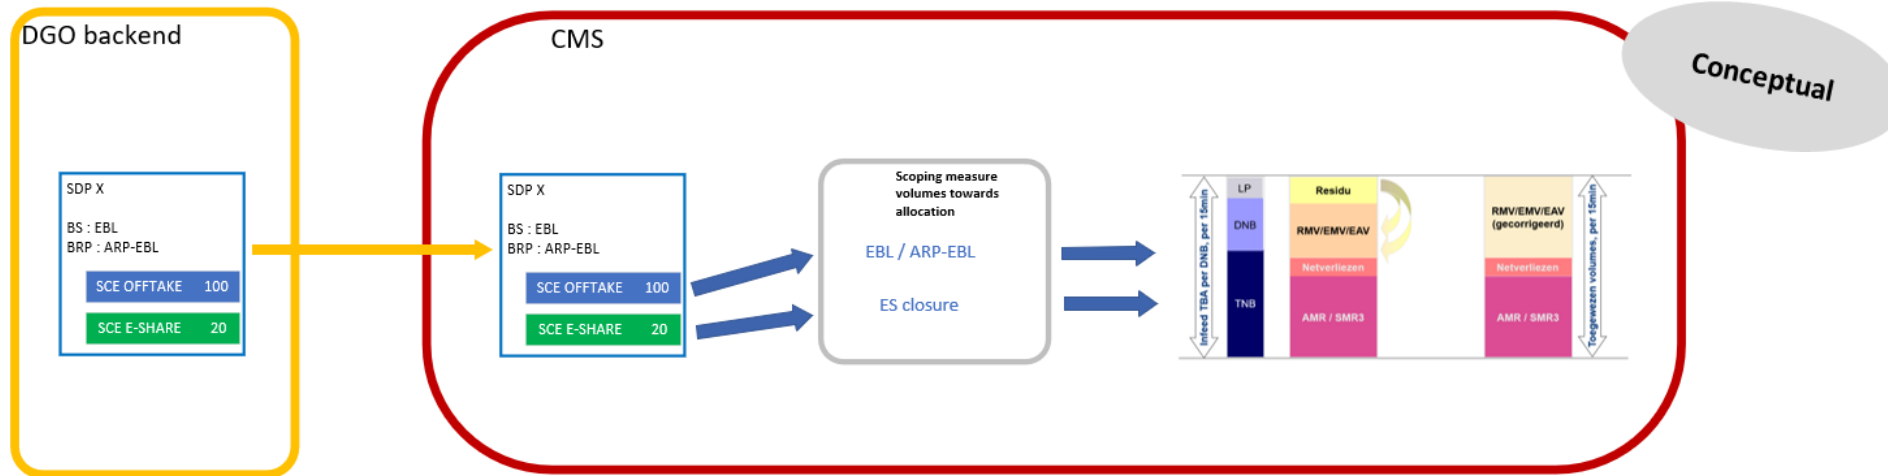 DGO backend
SDP X
BS : EBL
BRP : ARP-EBL
SCE OFFTAKE 100
SCE E-SHARE 20
CMS
SDP X
BS : EBL
BRP : ARP-EBL
SCE OFFTAKE 100
SCE E-SHARE 20
Scoping measure
volumes towards
allocation
EBL / ARP-EBL
ES closure
Infeed TBA per DNB, per 15min
LP
DNB
TNB
Residu
RMV/EMV/EAV
Netverliezen
AMR / SMR3
RMV/EMV/EAV
(gecorrigeerd)
Netverliezen
AMR / SMR3
Toegewezen volumes, per 15min
Conceptual